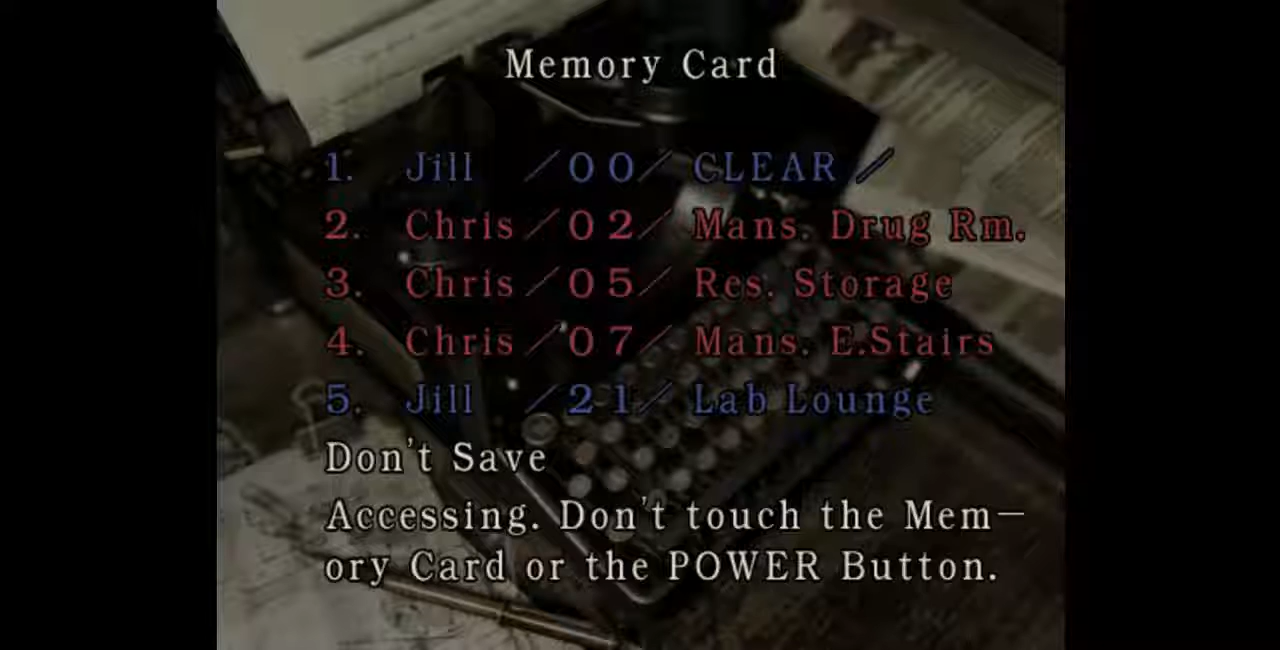 Memory Card
1. Jill /00/ CLEAR /
2. Chris /02/ Mans. Drug Rm.
3. Chris /05/ Res. Storage
4. Chris /07/ Mans. E.Stairs
5. Jill /21/ Lab Lounge
Don't Save
Accessing. Don't touch the Mem-
ory Card or the POWER Button.